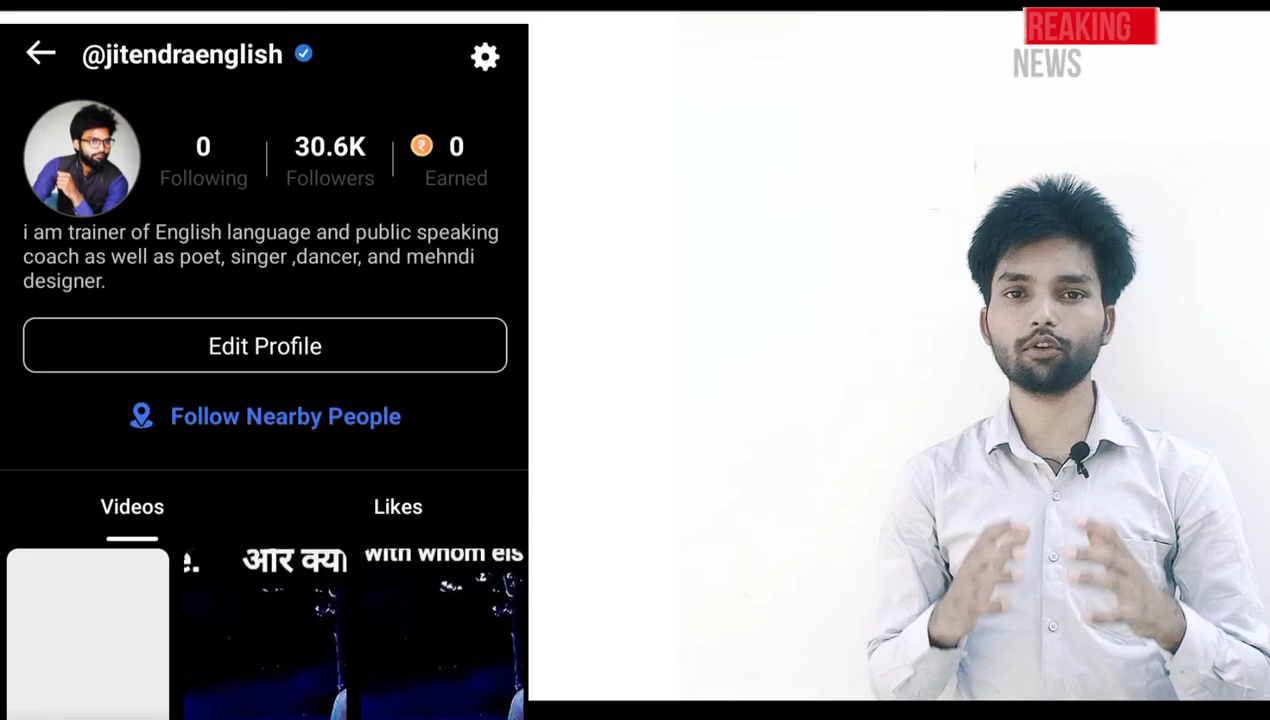 @jitendraenglish
0 30.6K ₹ 0
Following Followers Earned
i am trainer of English language and public speaking
coach as well as poet, singer ,dancer, and mehndi
designer.
Edit Profile
Follow Nearby People
Videos Likes
और क्या with whom
REAKING
NEWS